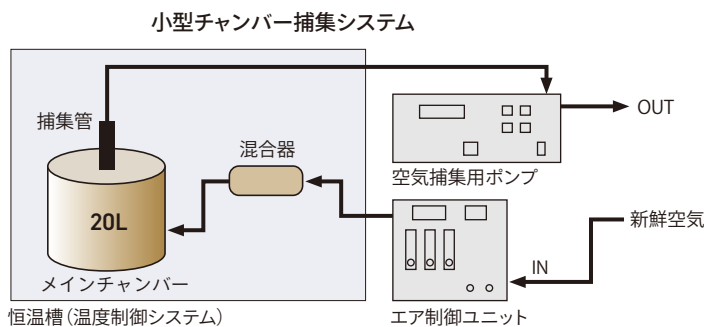 小型チャンバー捕集システム
捕集管
混合器
20L
メインチャンバー
恒温槽（温度制御システム）
OUT
空気捕集用ポンプ
新鮮空気
IN
エア制御ユニット